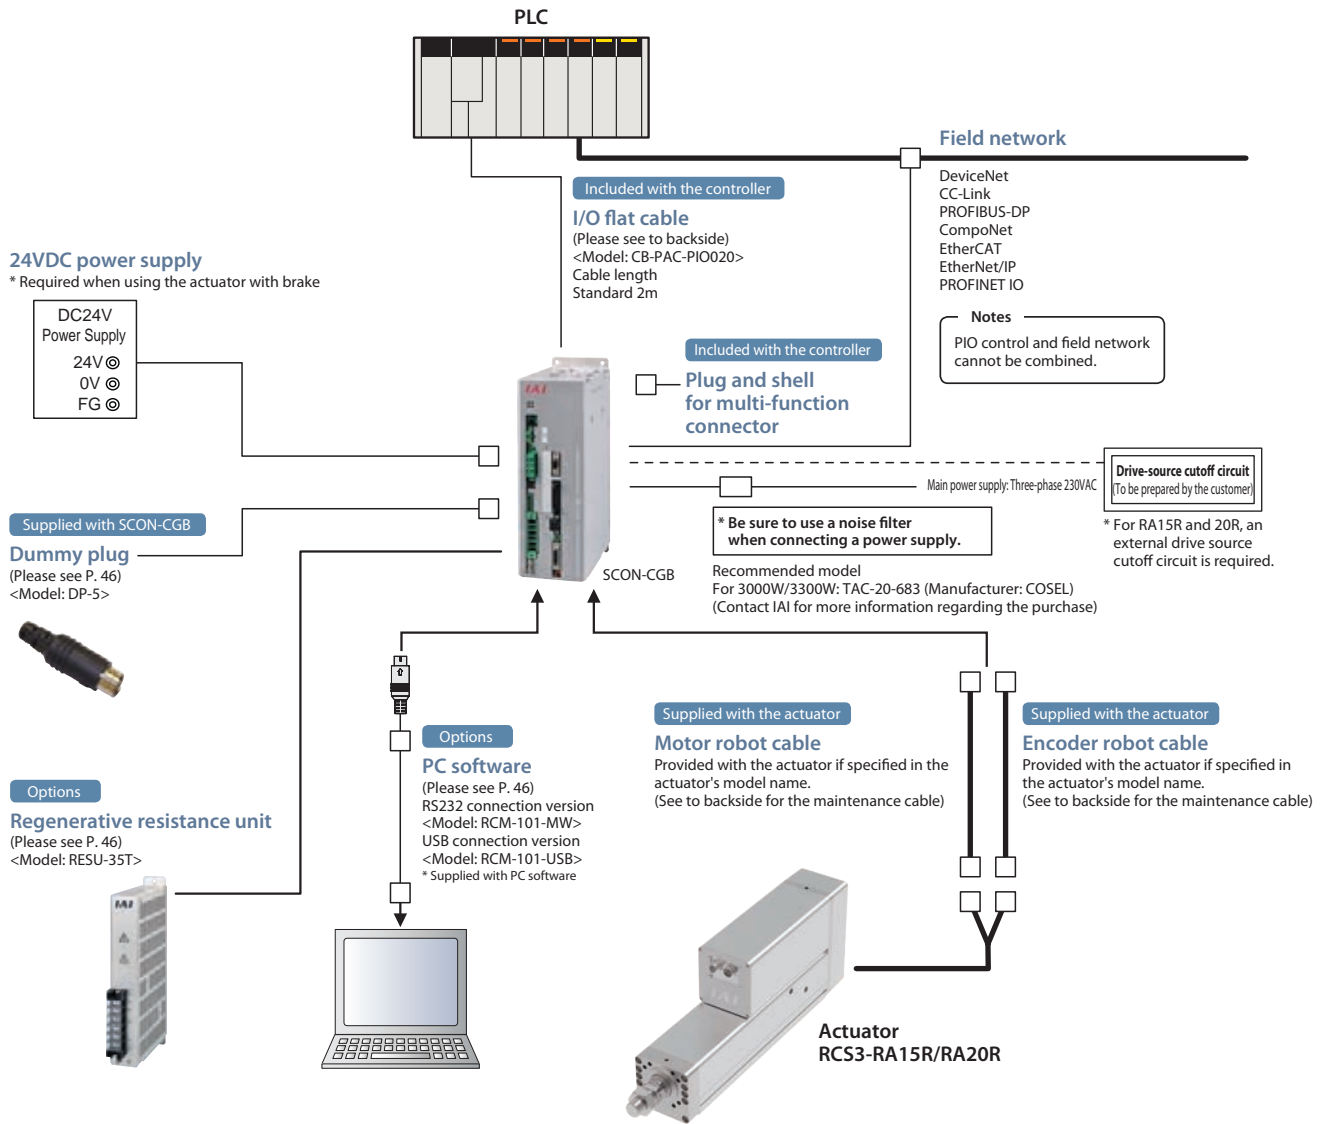 PLC
Field network
DeviceNet
CC-Link
PROFIBUS-DP
CompoNet
EtherCAT
EtherNet/IP
PROFINET IO
Notes
PIO control and field network
cannot be combined.
Included with the controller
I/O flat cable
(Please see to backside)
<Model: CB-PAC-PIO020>
Cable length
Standard 2m
24VDC power supply
* Required when using the actuator with brake
DC24V
Power Supply
24V
0V
FG
Included with the controller
Plug and shell
for multi-function
connector
IAI
SCON-CGB
Main power supply: Three-phase 230VAC
Drive-source cutoff circuit
(To be prepared by the customer)
* For RA15R and 20R, an
external drive source
cutoff circuit is required.
* Be sure to use a noise filter
when connecting a power supply.
Recommended model
For 3000W/3300W: TAC-20-683 (Manufacturer: COSEL)
(Contact IAI for more information regarding the purchase)
Supplied with SCON-CGB
Dummy plug
(Please see P. 46)
<Model: DP-5>
Options
PC software
(Please see P. 46)
RS232 connection version
<Model: RCM-101-MW>
USB connection version
<Model: RCM-101-USB>
* Supplied with PC software
Supplied with the actuator
Motor robot cable
Provided with the actuator if specified in the
actuator's model name.
(See to backside for the maintenance cable)
Supplied with the actuator
Encoder robot cable
Provided with the actuator if specified in
the actuator's model name.
(See to backside for the maintenance cable)
Options
Regenerative resistance unit
(Please see P. 46)
<Model: RESU-35T>
IAI
IAI
Actuator
RCS3-RA15R/RA20R